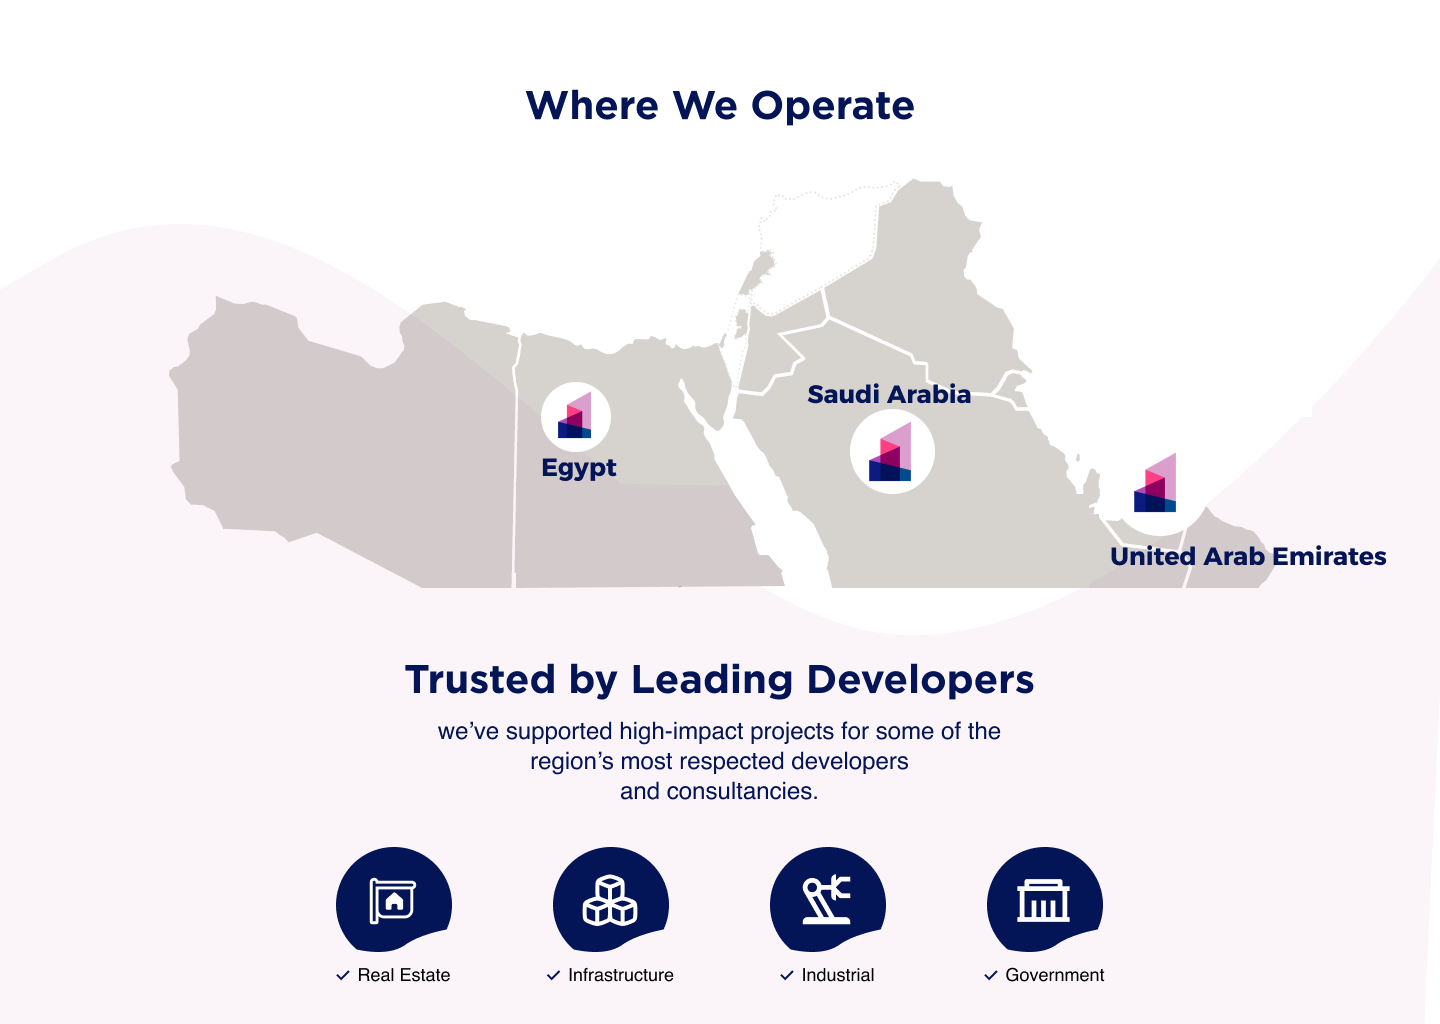 Where We Operate
Saudi Arabia
Egypt
United Arab Emirates
Trusted by Leading Developers
we’ve supported high-impact projects for some of the
region’s most respected developers
and consultancies.
Real Estate
Infrastructure
Industrial
Government